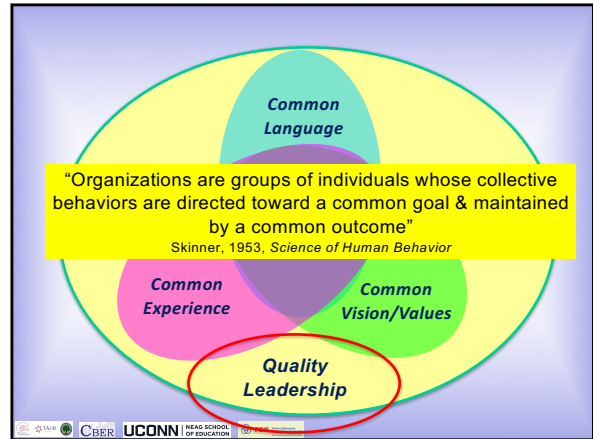 Common
Language
“Organizations are groups of individuals whose collective
behaviors are directed toward a common goal & maintained
by a common outcome”
Skinner, 1953, Science of Human Behavior
Common
Experience
Common
Vision/Values
Quality
Leadership
CBER
UCONN
NEAG SCHOOL
OF EDUCATION